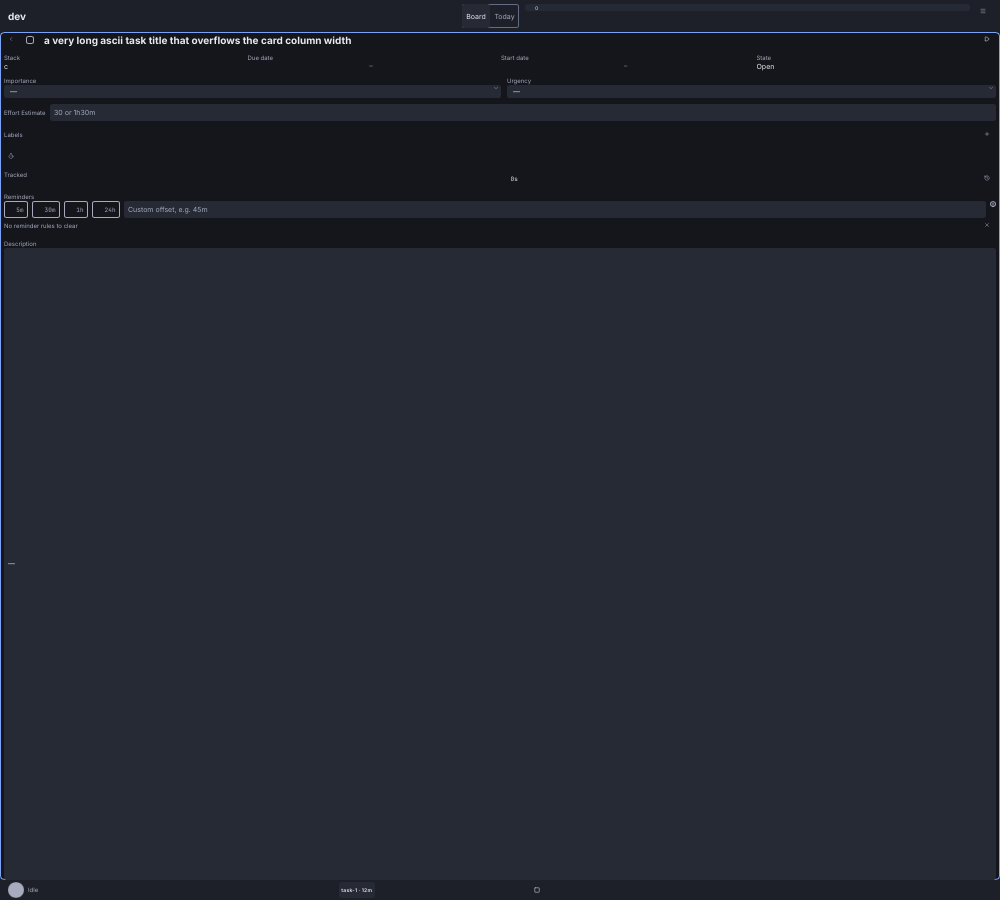 dev
Board Today
a very long ascii task title that overflows the card column width
Stack Due date Start date State
c – – Open
Importance Urgency
— —
Effort Estimate 30 or 1h30m
Labels +
Tracked
0s
Reminders
5m 30m 1h 24h Custom offset, e.g. 45m
No reminder rules to clear
Description
—
Idle task-1 · 12m